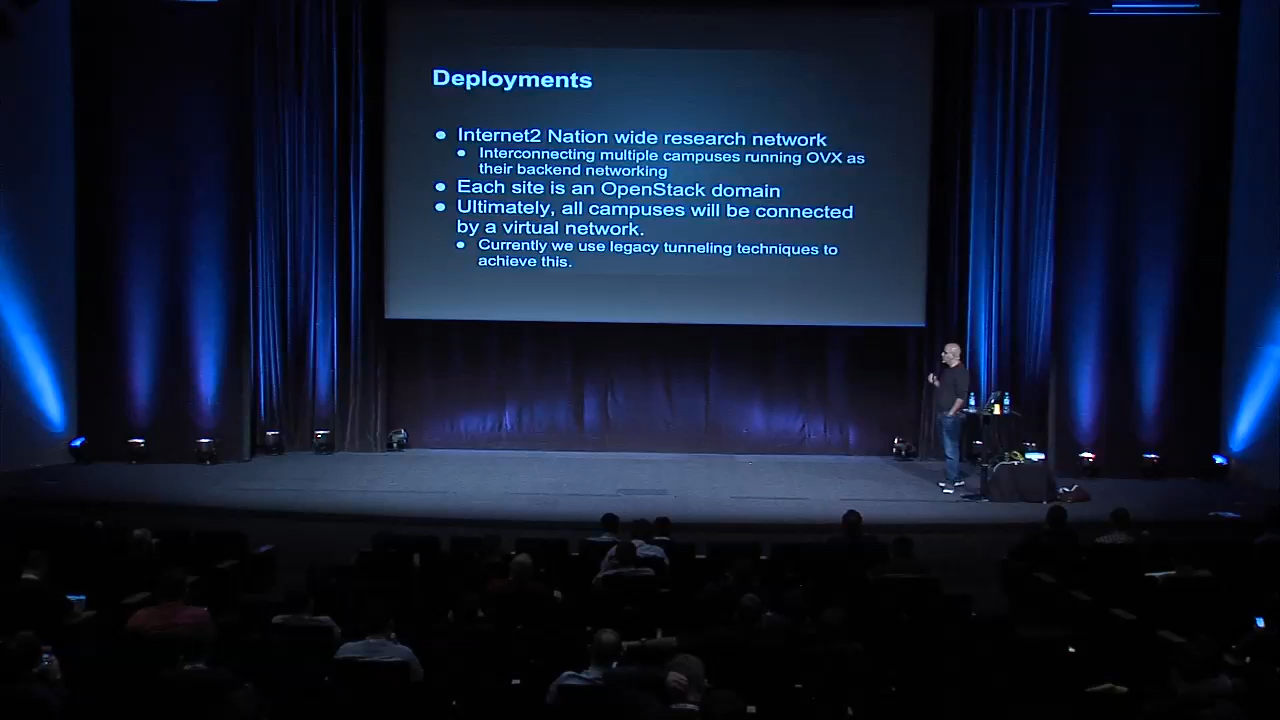 Deployments
● Internet2 Nation wide research network
● Interconnecting multiple campuses running OVX as
their backend networking
● Each site is an OpenStack domain
● Ultimately, all campuses will be connected
by a virtual network.
● Currently we use legacy tunneling techniques to
achieve this.